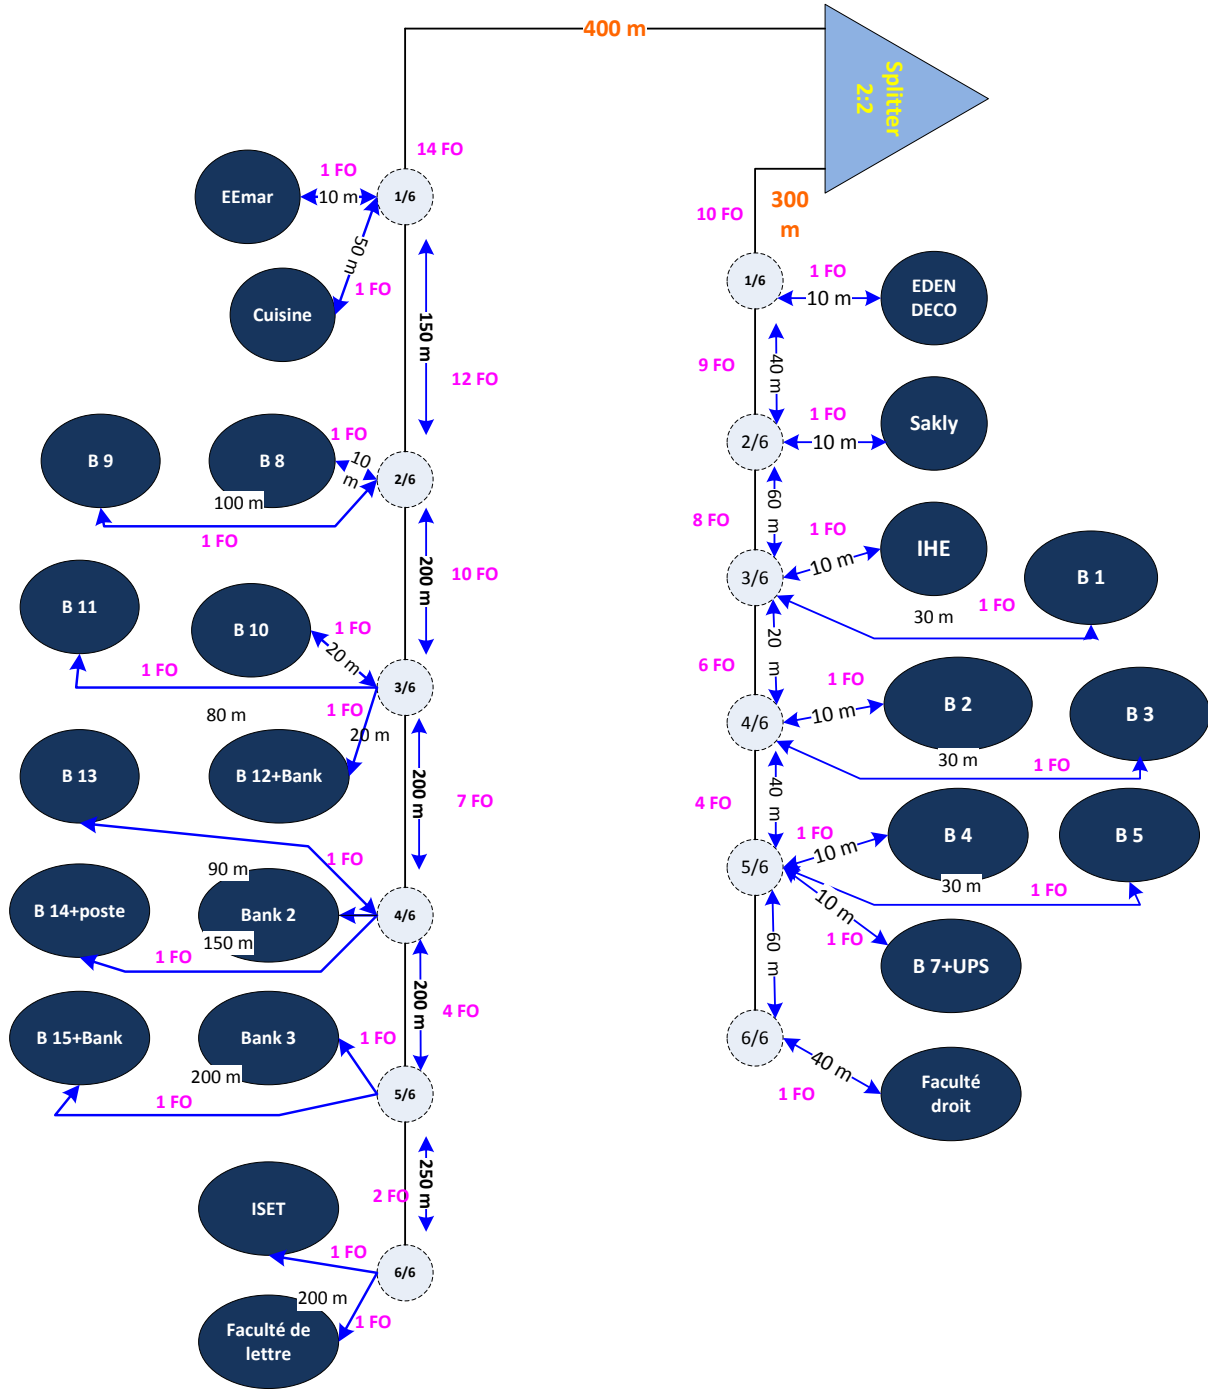 400 m
Splitter
2:2
14 FO
1 FO
EEmar
10 m
1/6
50 m
1 FO
Cuisine
150 m
12 FO
1 FO
B 9
B 8
10
m
2/6
100 m
1 FO
200 m
10 FO
B 11
B 10
1 FO
20 m
1 FO
3/6
80 m
1 FO
20 m
B 13
B 12+Bank
200 m
7 FO
1 FO
90 m
B 14+poste
Bank 2
4/6
150 m
1 FO
200 m
4 FO
B 15+Bank
Bank 3
1 FO
200 m
1 FO
5/6
250 m
2 FO
ISET
1 FO
6/6
200 m
1 FO
Faculté de
lettre
300
m
10 FO
1/6
1 FO
10 m
EDEN
DECO
9 FO
40 m
1 FO
2/6
10 m
Sakly
60 m
8 FO
1 FO
3/6
10 m
IHE
B 1
1 FO
30 m
20 m
6 FO
1 FO
4/6
10 m
B 2
B 3
30 m
1 FO
40 m
4 FO
1 FO
5/6
10 m
B 4
B 5
30 m
1 FO
10 m
1 FO
B 7+UPS
60 m
6/6
40 m
1 FO
Faculté
droit